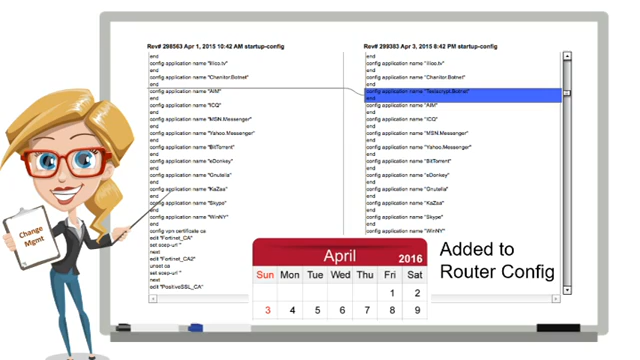 Rev# 298563 Apr 1, 2015 10:42 AM startup-config
end
config application name "Ilico.tv"
end
config application name "Chanitor.Botnet"
end
config application name "AIM"
end
config application name "ICQ"
end
config application name "MSN.Messenger"
end
config application name "Yahoo.Messenger"
end
config application name "BitTorrent"
end
config application name "eDonkey"
end
config application name "Gnutella"
end
config application name "KaZaa"
end
config application name "Skype"
end
config application name "WinNY"
end
config vpn certificate ca
edit "Fortinet_CA"
set scep-url ''
next
edit "Fortinet_CA2"
unset ca
set scep-url ''
next
edit "PositiveSSL_CA"
Rev# 299383 Apr 3, 2015 8:42 PM startup-config
end
config application name "Ilico.tv"
end
config application name "Chanitor.Botnet"
end
config application name "Teslacrypt.Botnet"
end
config application name "AIM"
end
config application name "ICQ"
end
config application name "MSN.Messenger"
end
config application name "Yahoo.Messenger"
end
config application name "BitTorrent"
end
config application name "eDonkey"
end
config application name "Gnutella"
end
config application name "KaZaa"
end
config application name "Skype"
end
config application name "WinNY"
Change
Mgmt
April 2016
Sun Mon Tue Wed Thu Fri Sat
1 2
3 4 5 6 7 8 9
Added to
Router Config